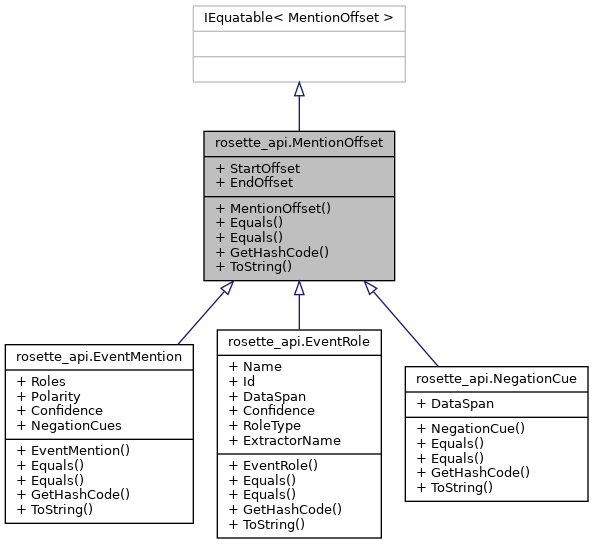 IEquatable< MentionOffset >
rosette_api.MentionOffset
+ StartOffset
+ EndOffset
+ MentionOffset()
+ Equals()
+ Equals()
+ GetHashCode()
+ ToString()
rosette_api.EventMention
+ Roles
+ Polarity
+ Confidence
+ NegationCues
+ EventMention()
+ Equals()
+ Equals()
+ GetHashCode()
+ ToString()
rosette_api.EventRole
+ Name
+ Id
+ DataSpan
+ Confidence
+ RoleType
+ ExtractorName
+ EventRole()
+ Equals()
+ Equals()
+ GetHashCode()
+ ToString()
rosette_api.NegationCue
+ DataSpan
+ NegationCue()
+ Equals()
+ Equals()
+ GetHashCode()
+ ToString()